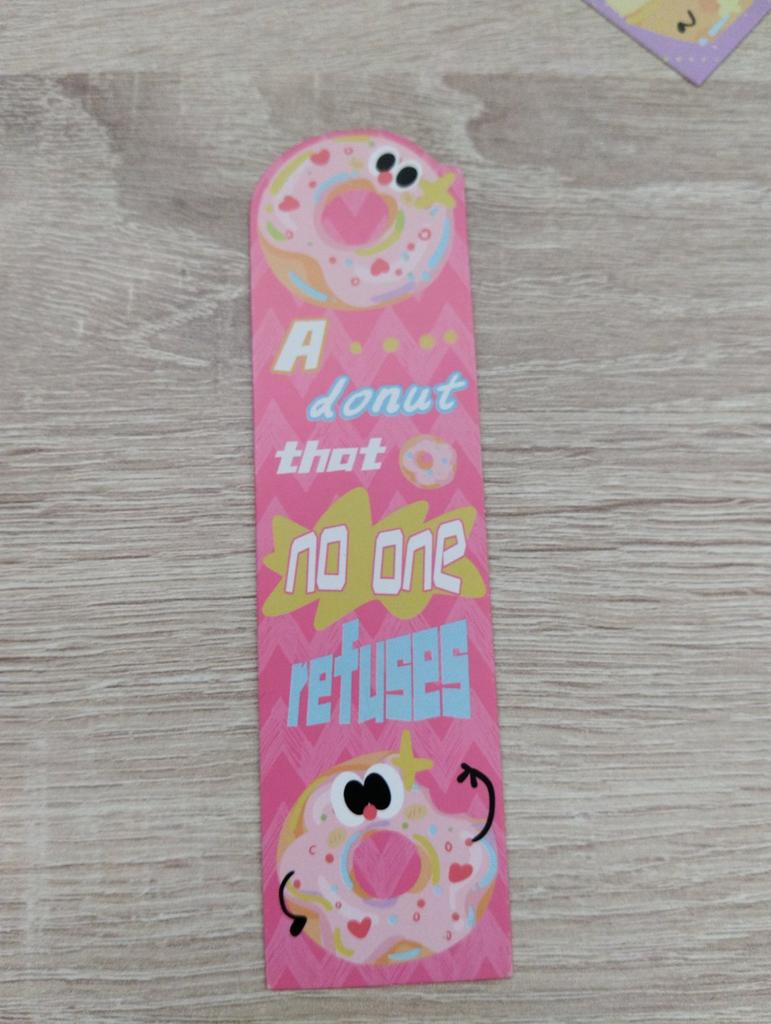 A
donut
that
no one
refuses